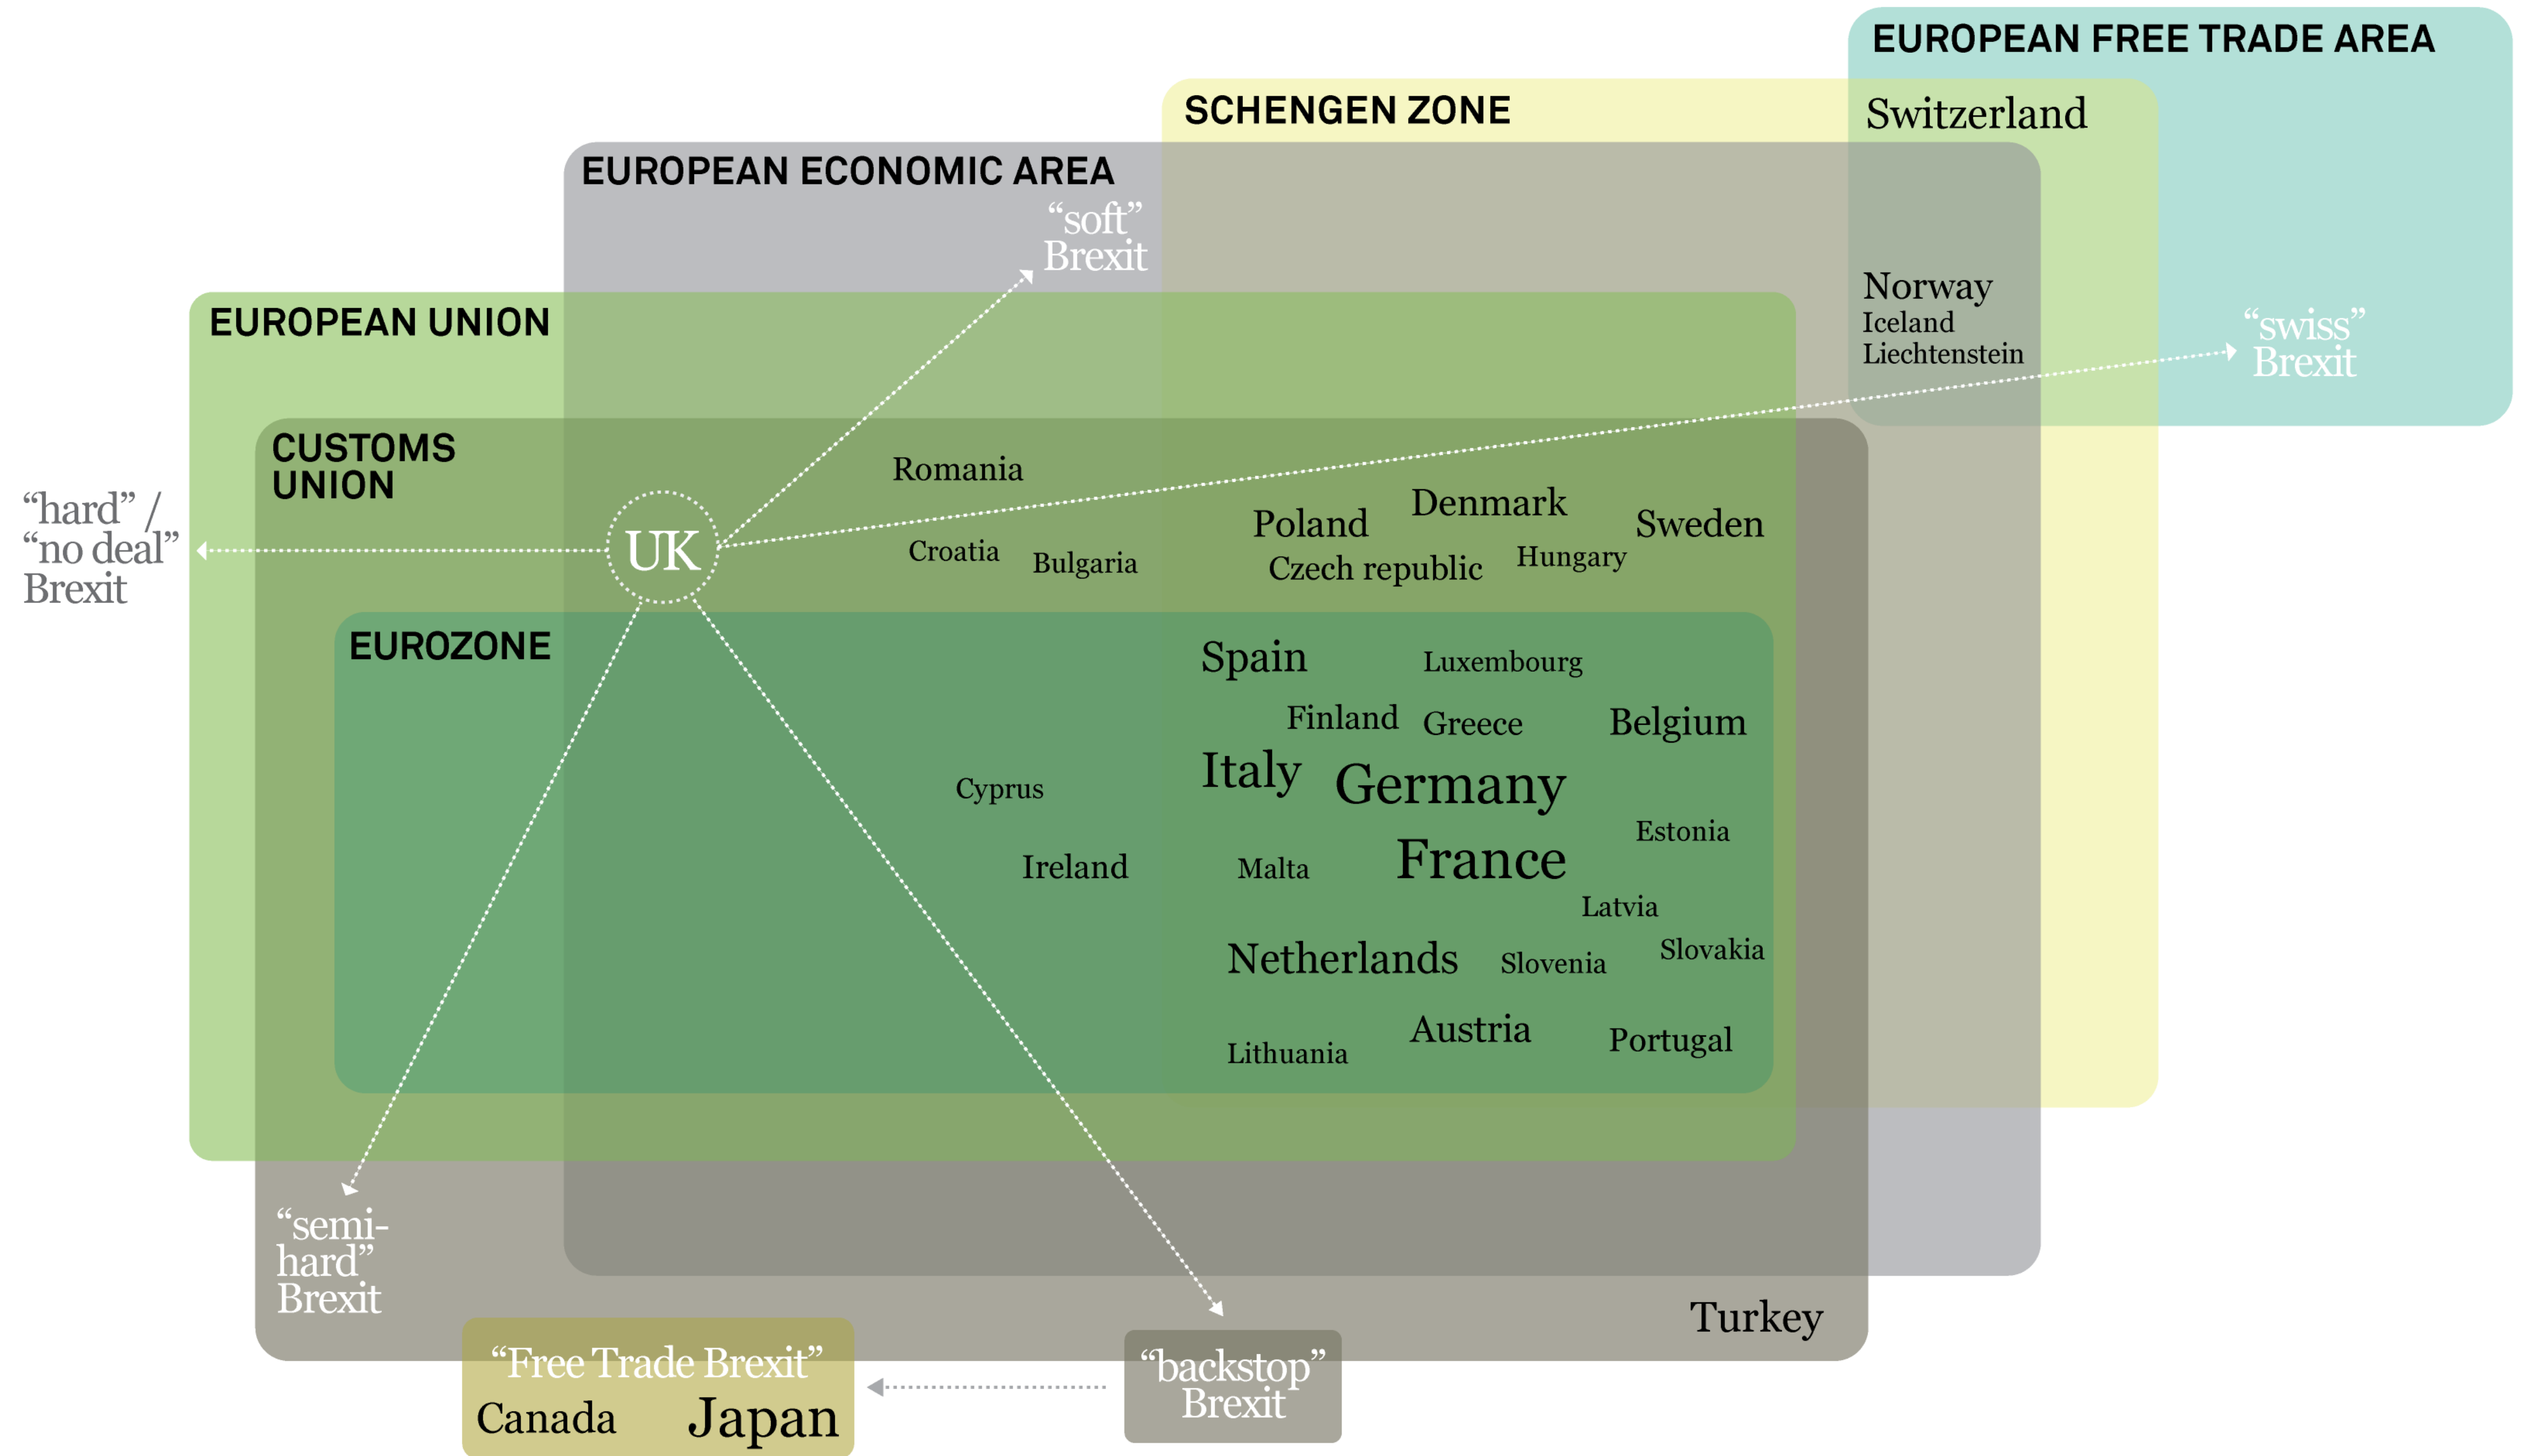 EUROPEAN FREE TRADE AREA
SCHENGEN ZONE
Switzerland
EUROPEAN ECONOMIC AREA
“soft”
Brexit
Norway
Iceland
Liechtenstein
“swiss”
Brexit
EUROPEAN UNION
CUSTOMS
UNION
“hard” /
“no deal”
Brexit
UK
Romania
Croatia
Bulgaria
Poland
Denmark
Sweden
Czech republic
Hungary
EUROZONE
Spain
Luxembourg
Finland
Greece
Belgium
Italy
Germany
Cyprus
Estonia
Ireland
Malta
France
Latvia
Netherlands
Slovenia
Slovakia
Austria
Portugal
Lithuania
“semi-
hard”
Brexit
Turkey
“Free Trade Brexit”
Canada
Japan
“backstop”
Brexit